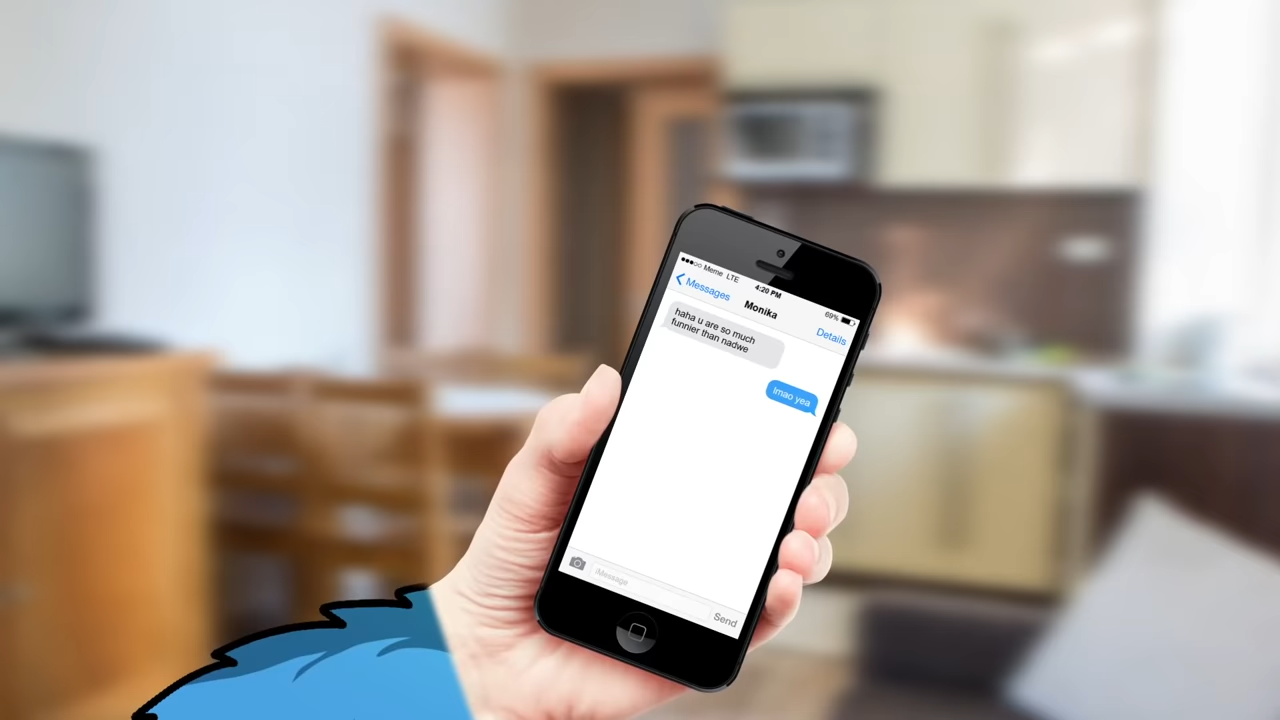 Meme LTE
4:20 PM
69%
Messages
Monika
Details
haha u are so much
funnier than nadwe
lmao yea
iMessage
Send